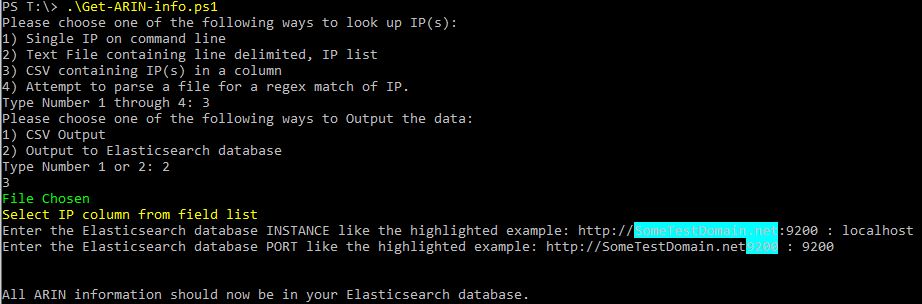 PS T:\> .\Get-ARIN-info.ps1
Please choose one of the following ways to look up IP(s):
1) Single IP on command line
2) Text File containing line delimited, IP list
3) CSV containing IP(s) in a column
4) Attempt to parse a file for a regex match of IP.
Type Number 1 through 4: 3
Please choose one of the following ways to Output the data:
1) CSV Output
2) Output to Elasticsearch database
Type Number 1 or 2: 2
3
File Chosen
Select IP column from field list
Enter the Elasticsearch database INSTANCE like the highlighted example: http://SomeTestDomain.net:9200 : localhost
Enter the Elasticsearch database PORT like the highlighted example: http://SomeTestDomain.net9200 : 9200
All ARIN information should now be in your Elasticsearch database.